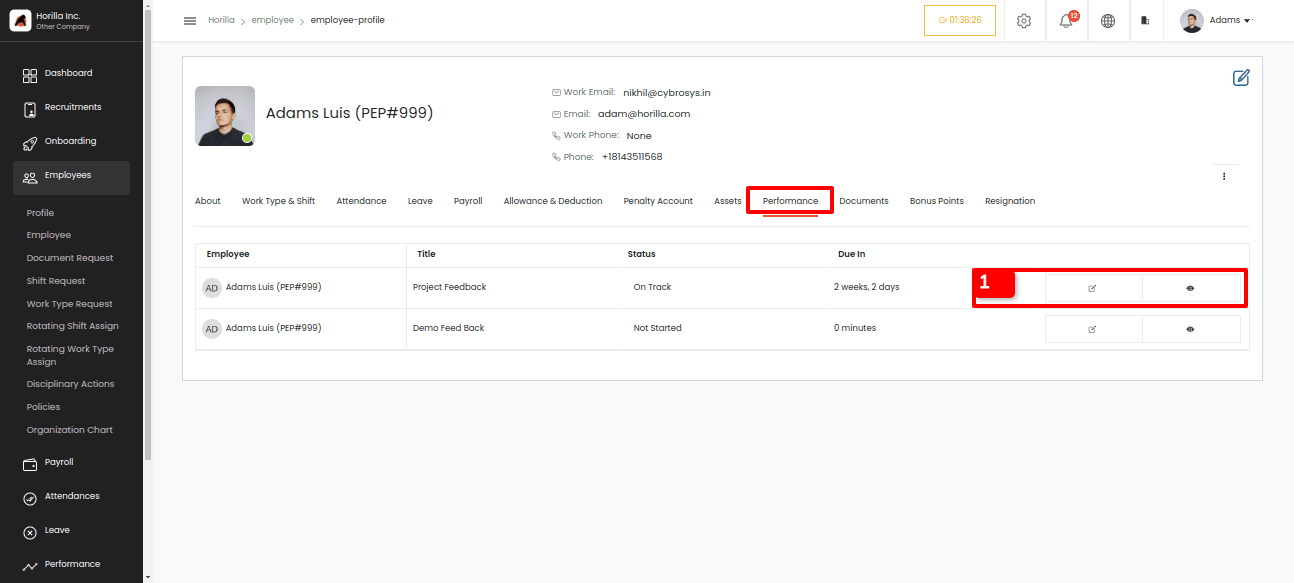 Horilla Inc.
Other Company
Horilla > employee > employee-profile
01:36:26
12
Adams
Dashboard
Recruitments
Onboarding
Employees
Profile
Employee
Document Request
Shift Request
Work Type Request
Rotating Shift Assign
Rotating Work Type
Assign
Disciplinary Actions
Policies
Organization Chart
Payroll
Attendances
Leave
Performance
Adams Luis (PEP#999)
Work Email: nikhil@cybrosys.in
Email: adam@horilla.com
Work Phone: None
Phone: +18143511568
About Work Type & Shift Attendance Leave Payroll Allowance & Deduction Penalty Account Assets Performance Documents Bonus Points Resignation
Employee Title Status Due In
AD Adams Luis (PEP#999) Project Feedback On Track 2 weeks, 2 days 1
AD Adams Luis (PEP#999) Demo Feed Back Not Started 0 minutes